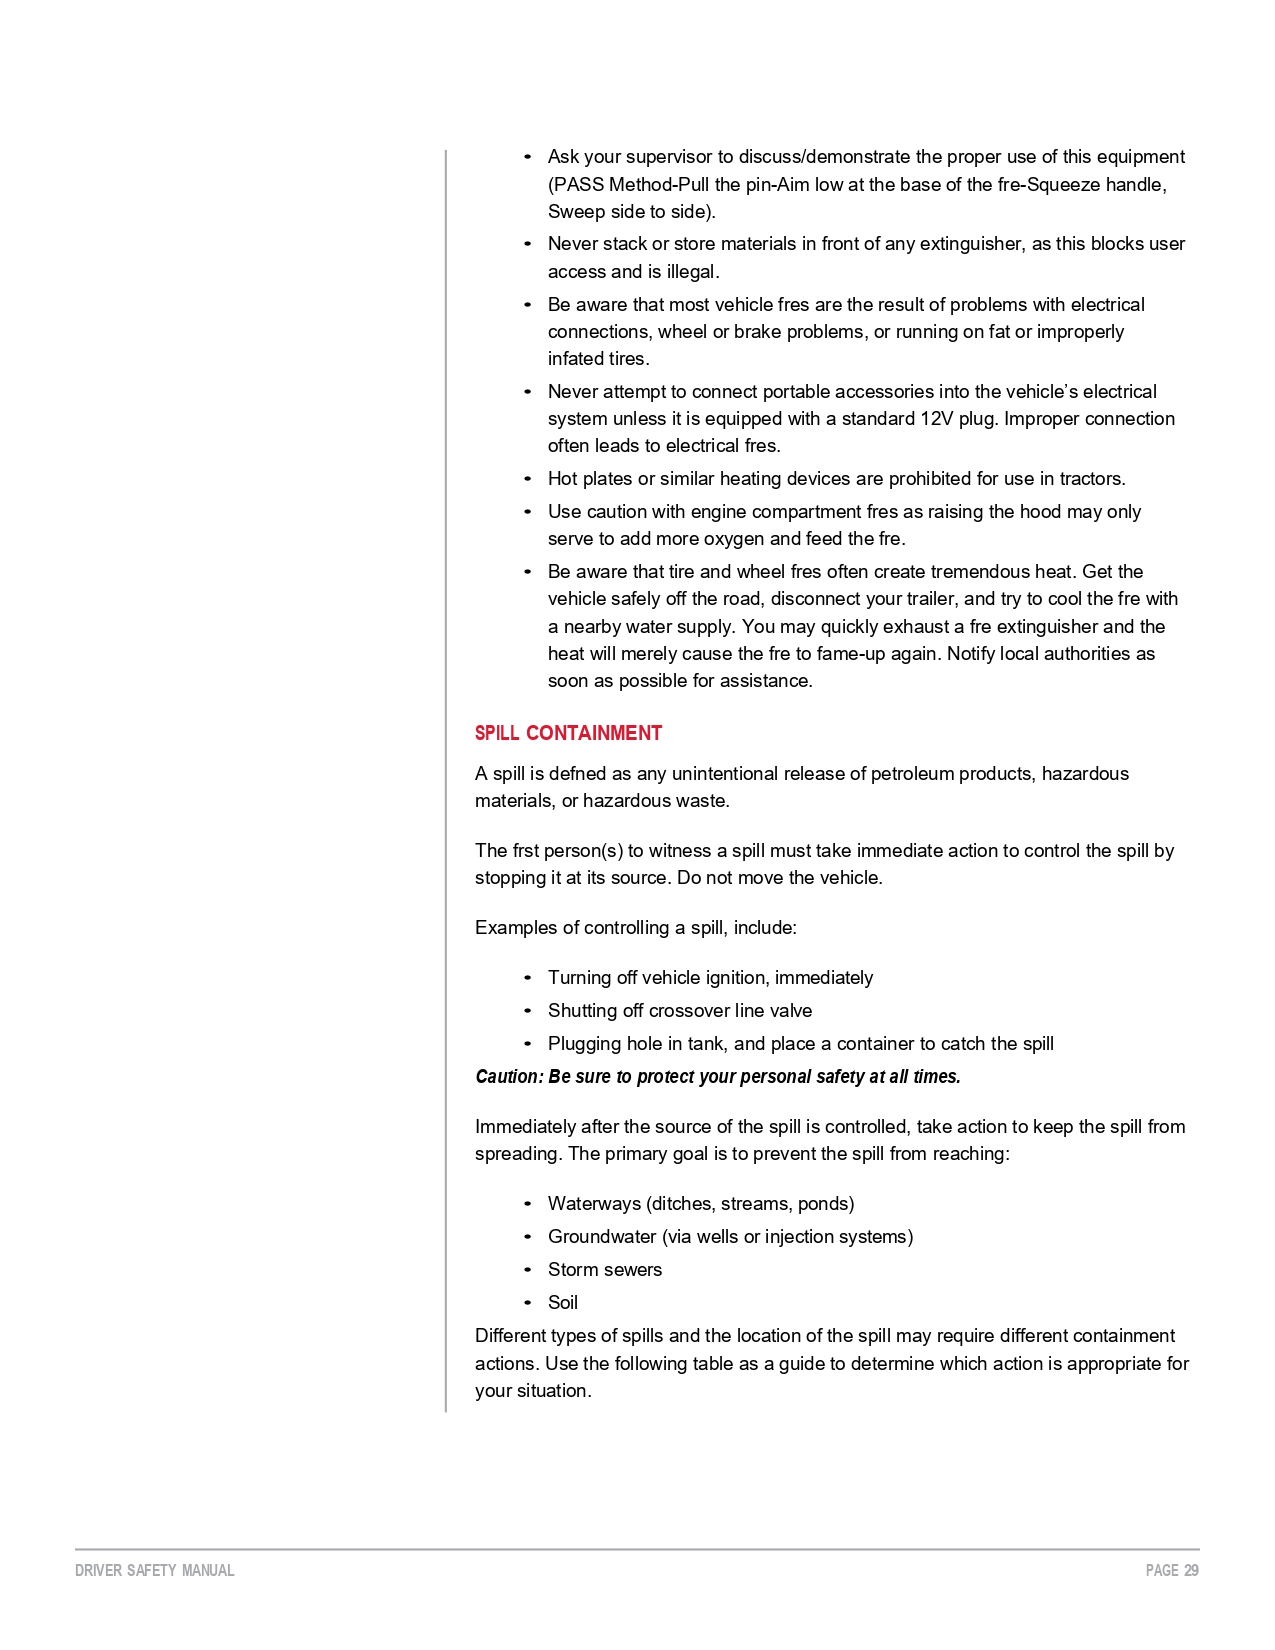 • Ask your supervisor to discuss/demonstrate the proper use of this equipment
(PASS Method-Pull the pin-Aim low at the base of the fre-Squeeze handle,
Sweep side to side).
• Never stack or store materials in front of any extinguisher, as this blocks user
access and is illegal.
• Be aware that most vehicle fres are the result of problems with electrical
connections, wheel or brake problems, or running on fat or improperly
infated tires.
• Never attempt to connect portable accessories into the vehicle’s electrical
system unless it is equipped with a standard 12V plug. Improper connection
often leads to electrical fres.
• Hot plates or similar heating devices are prohibited for use in tractors.
• Use caution with engine compartment fres as raising the hood may only
serve to add more oxygen and feed the fre.
• Be aware that tire and wheel fres often create tremendous heat. Get the
vehicle safely off the road, disconnect your trailer, and try to cool the fre with
a nearby water supply. You may quickly exhaust a fre extinguisher and the
heat will merely cause the fre to fame-up again. Notify local authorities as
soon as possible for assistance.
SPILL CONTAINMENT
A spill is defned as any unintentional release of petroleum products, hazardous
materials, or hazardous waste.
The frst person(s) to witness a spill must take immediate action to control the spill by
stopping it at its source. Do not move the vehicle.
Examples of controlling a spill, include:
• Turning off vehicle ignition, immediately
• Shutting off crossover line valve
• Plugging hole in tank, and place a container to catch the spill
Caution: Be sure to protect your personal safety at all times.
Immediately after the source of the spill is controlled, take action to keep the spill from
spreading. The primary goal is to prevent the spill from reaching:
• Waterways (ditches, streams, ponds)
• Groundwater (via wells or injection systems)
• Storm sewers
• Soil
Different types of spills and the location of the spill may require different containment
actions. Use the following table as a guide to determine which action is appropriate for
your situation.
DRIVER SAFETY MANUAL PAGE 29